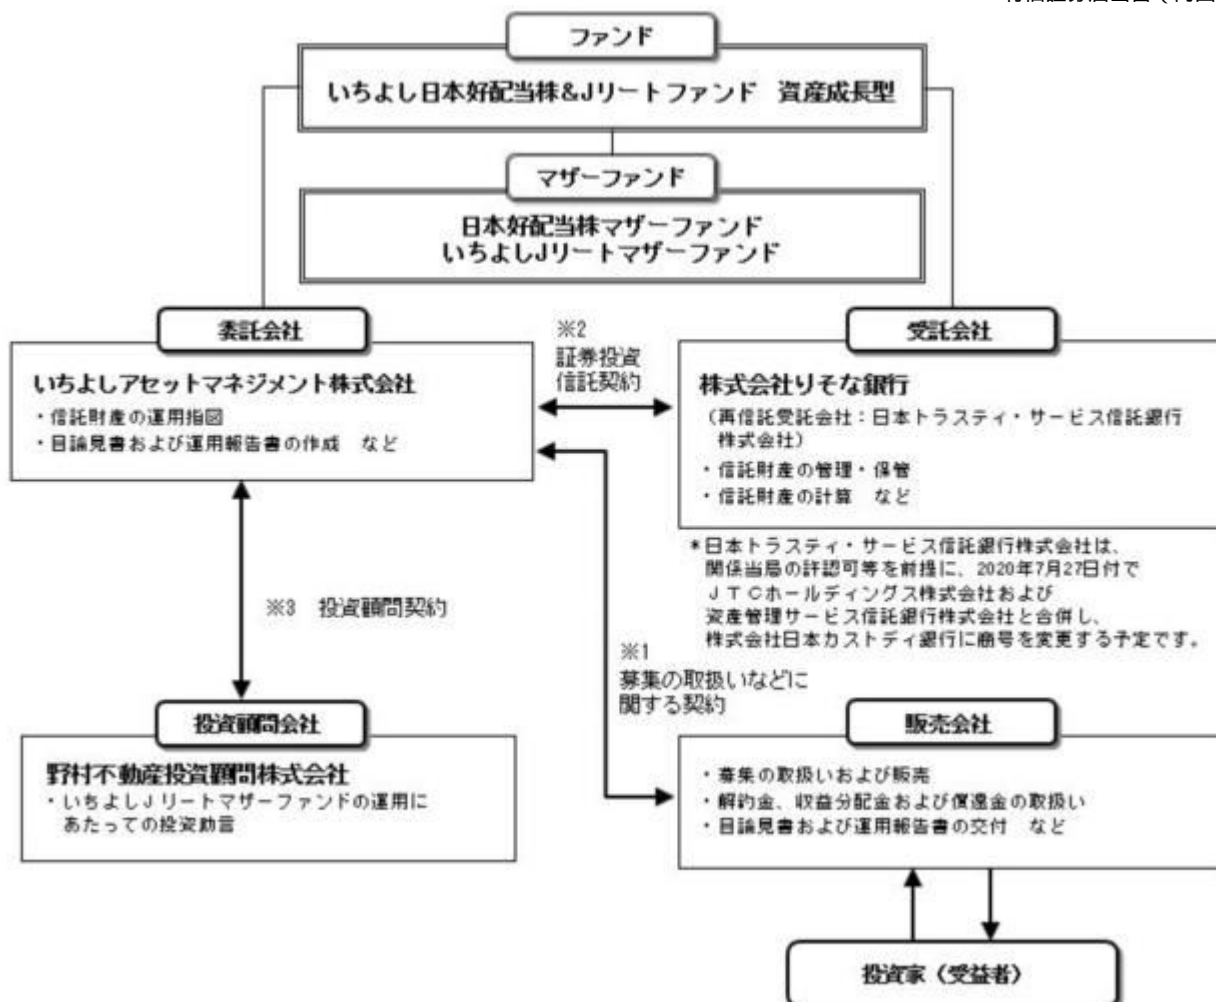 ファンド
いちよし日本好配当株&Jリートファンド 資産成長型
マザーファンド
日本好配当株マザーファンド
いちよしJリートマザーファンド
委託会社
いちよしアセットマネジメント株式会社
・信託財産の運用指図
・目論見書および運用報告書の作成 など
※2
証券投資
信託契約
受託会社
株式会社りそな銀行
（再信託受託会社：日本トラスティ・サービス信託銀行
株式会社）
・信託財産の管理・保管
・信託財産の計算 など
*日本トラスティ・サービス信託銀行株式会社は、
関係当局の許認可等を前提に、2020年7月27日付で
ＪＴＣホールディングス株式会社および
資産管理サービス信託銀行株式会社と合併し、
株式会社日本カストディ銀行に商号を変更する予定です。
※3 投資顧問契約
※1
募集の取扱いなどに
関する契約
投資顧問会社
野村不動産投資顧問株式会社
・いちよしＪリートマザーファンドの運用に
あたっての投資助言
販売会社
・募集の取扱いおよび販売
・解約金、収益分配金および償還金の取扱い
・目論見書および運用報告書の交付 など
投資家（受益者）